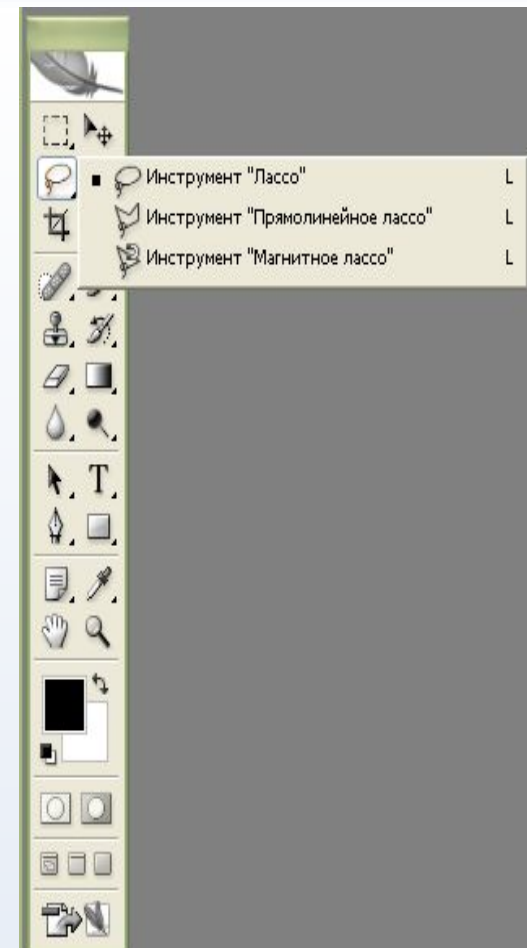 Инструмент "Лассо" L
Инструмент "Прямолинейное лассо" L
Инструмент "Магнитное лассо" L
T